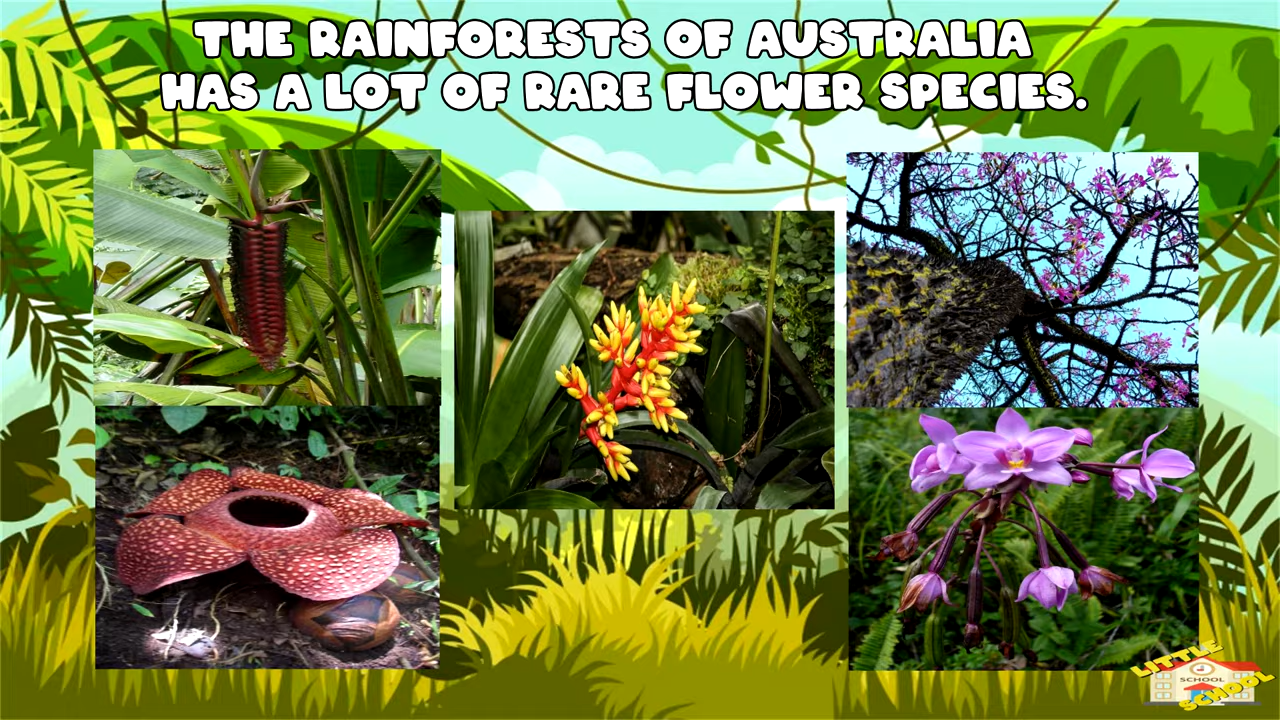 THE RAINFORESTS OF AUSTRALIA
HAS A LOT OF RARE FLOWER SPECIES.
LITTLE
SCHOOL
SCHOOL